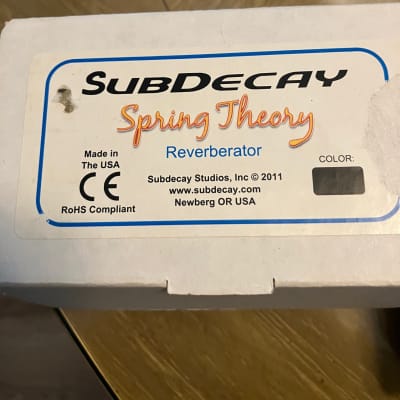 SUBDECAY
Spring Theory
Reverberator
Made in
The USA
CE
RoHS Compliant
Subdecay Studios, Inc © 2011
www.subdecay.com
Newberg OR USA
COLOR: